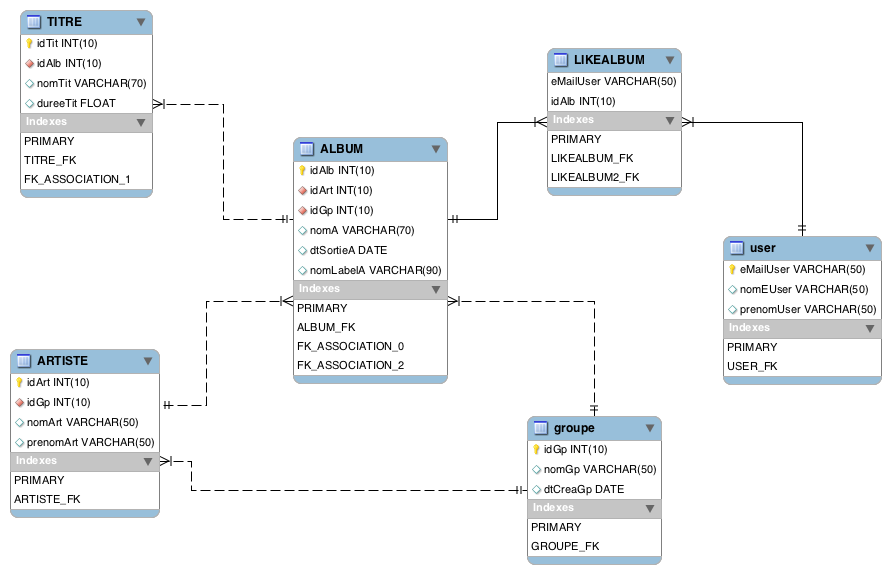 TITRE
idTit INT(10)
idAlb INT(10)
nomTit VARCHAR(70)
dureeTit FLOAT
Indexes
PRIMARY
TITRE_FK
FK_ASSOCIATION_1
ALBUM
idAlb INT(10)
idArt INT(10)
idGp INT(10)
nomA VARCHAR(70)
dtSortieA DATE
nomLabelA VARCHAR(90)
Indexes
PRIMARY
ALBUM_FK
FK_ASSOCIATION_0
FK_ASSOCIATION_2
LIKEALBUM
eMailUser VARCHAR(50)
idAlb INT(10)
Indexes
PRIMARY
LIKEALBUM_FK
LIKEALBUM2_FK
user
eMailUser VARCHAR(50)
nomEUser VARCHAR(50)
prenomUser VARCHAR(50)
Indexes
PRIMARY
USER_FK
ARTISTE
idArt INT(10)
idGp INT(10)
nomArt VARCHAR(50)
prenomArt VARCHAR(50)
Indexes
PRIMARY
ARTISTE_FK
groupe
idGp INT(10)
nomGp VARCHAR(50)
dtCreaGp DATE
Indexes
PRIMARY
GROUPE_FK